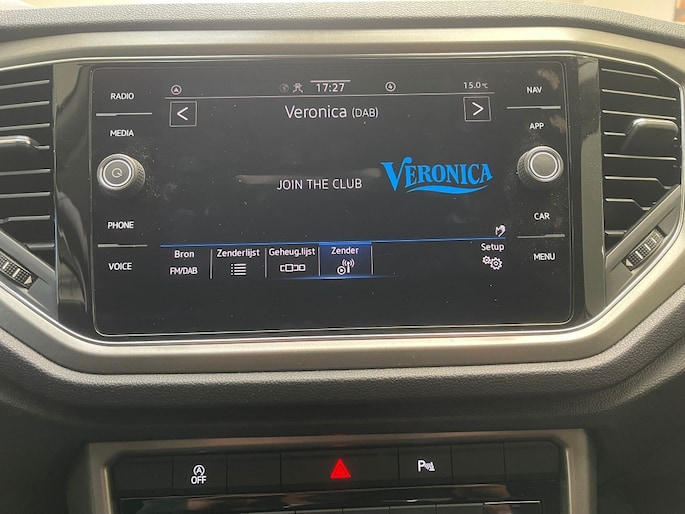 RADIO
MEDIA
PHONE
VOICE
17:27
15.0°C
Veronica (DAB)
JOIN THE CLUB
VERONICA
Bron
FM/DAB
Zenderlijst
Geheug.lijst
Zender
Setup
NAV
APP
CAR
MENU
A
OFF
P